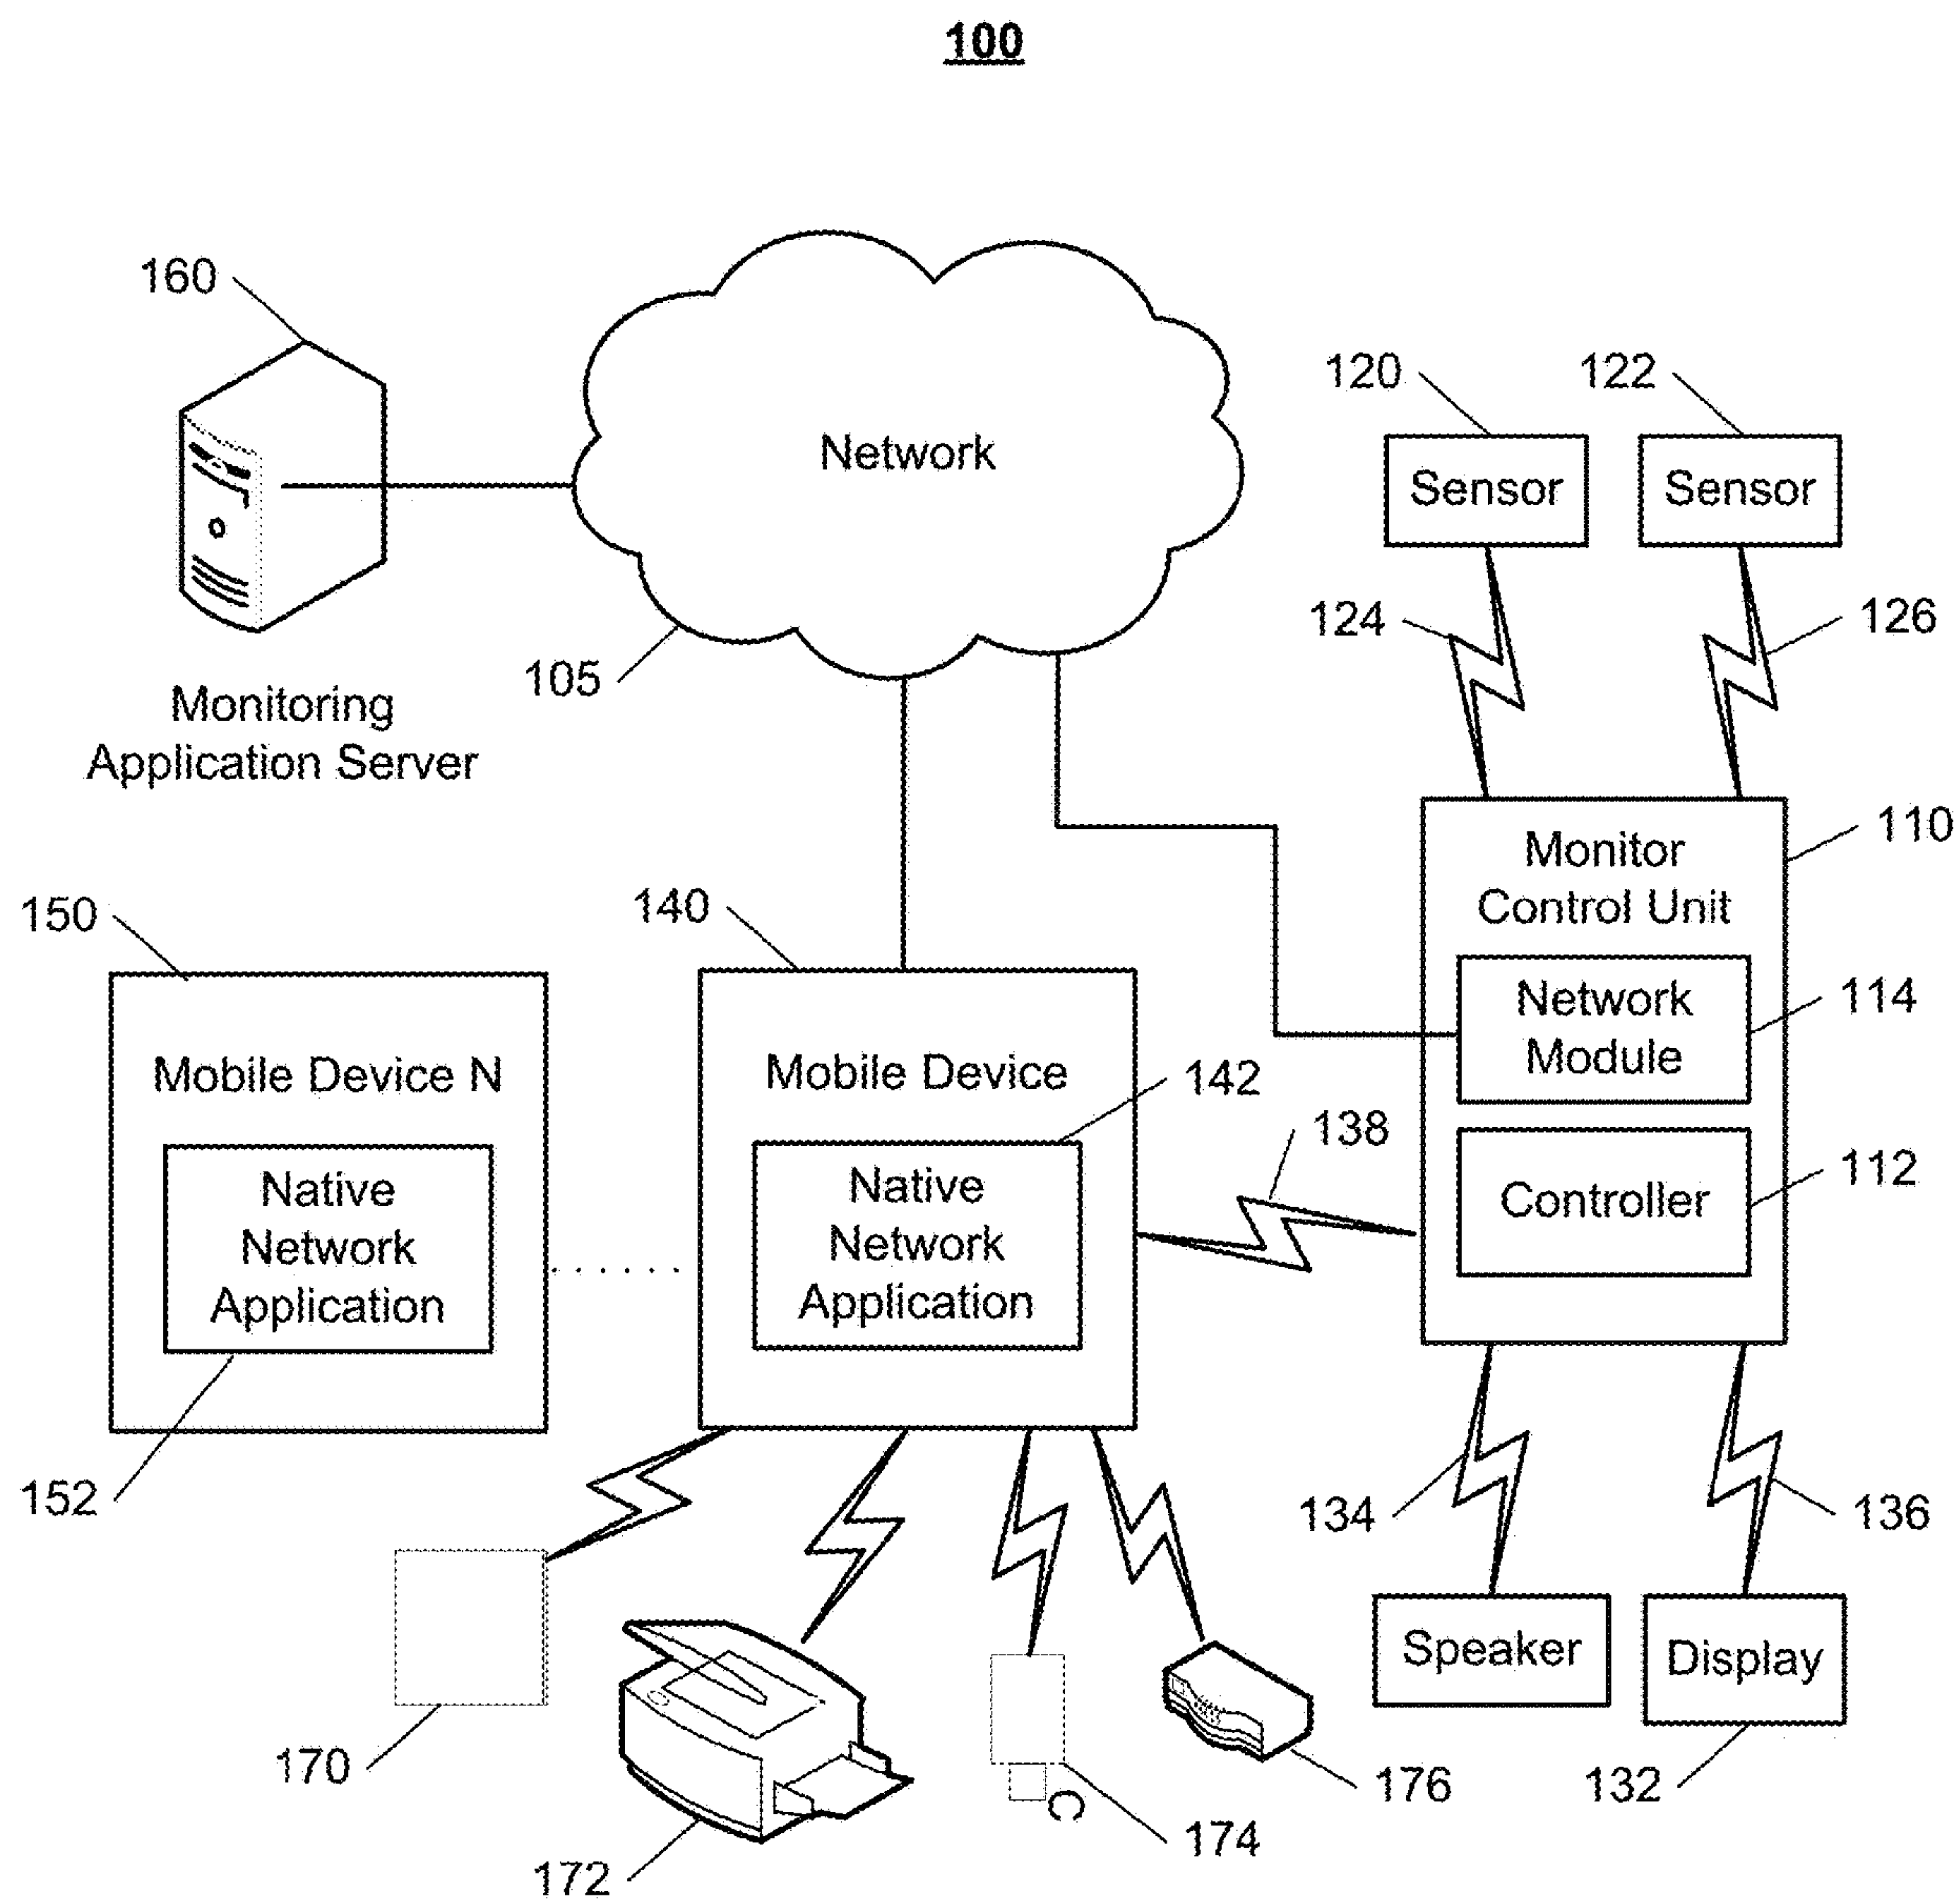 100
160
Network
120
122
Sensor
Sensor
124
126
105
Monitoring
Application Server
110
Monitor
Control Unit
150
140
Network
Module
114
Mobile Device N
Mobile Device
142
138
Native
Network
Application
Native
Network
Application
Controller
112
152
134
136
Speaker
Display
170
172
C
174
176
132